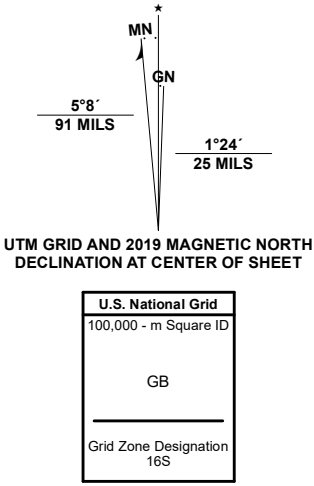 ★
MN
GN
5°8´
91 MILS
1°24´
25 MILS
UTM GRID AND 2019 MAGNETIC NORTH
DECLINATION AT CENTER OF SHEET
U.S. National Grid
100,000 - m Square ID
GB
Grid Zone Designation
16S